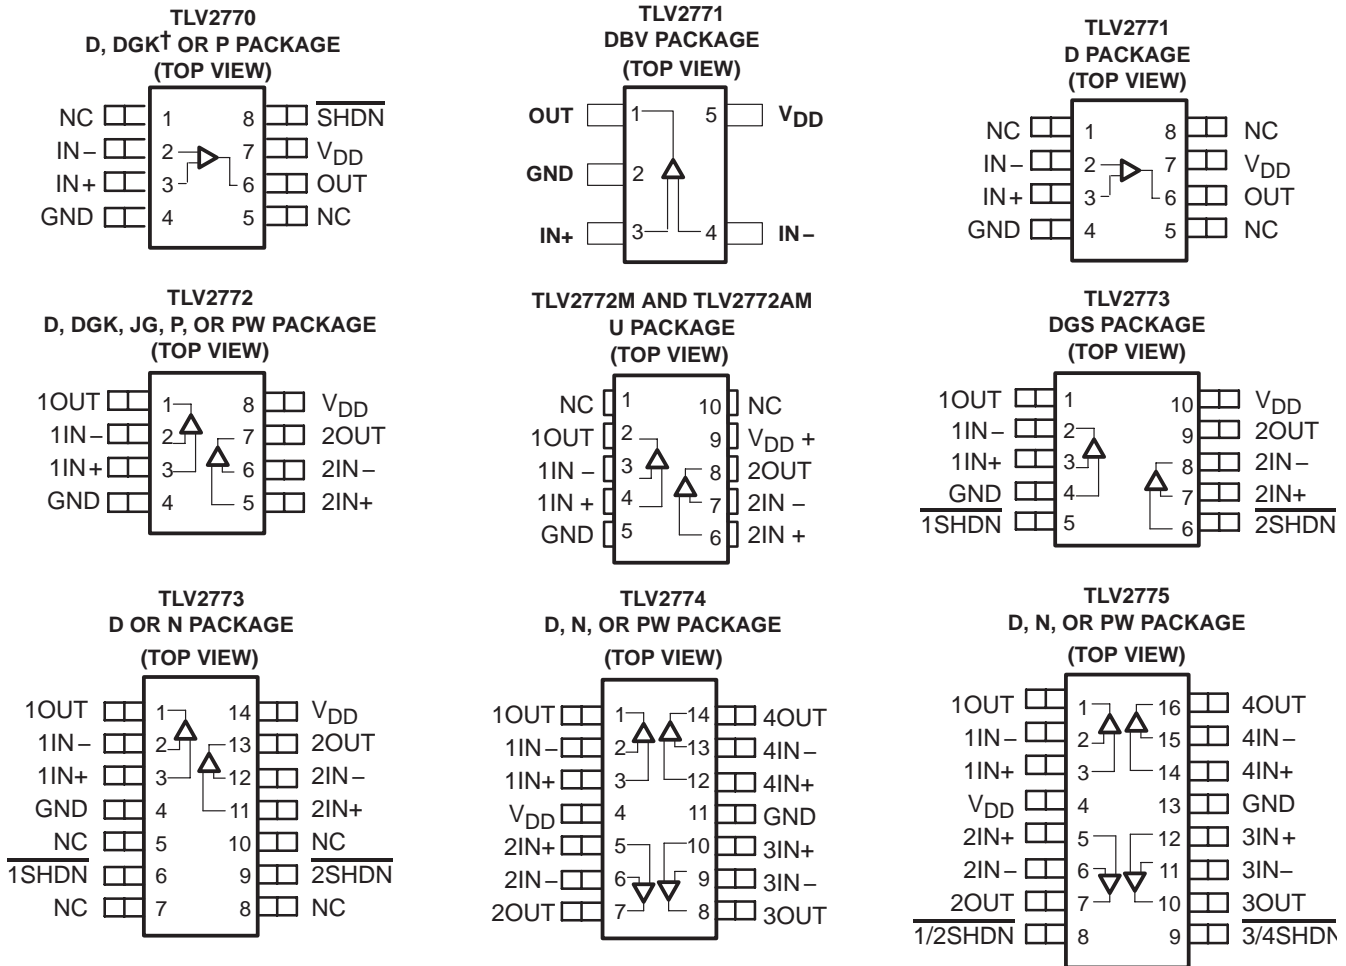 TLV2770
D, DGK† OR P PACKAGE
(TOP VIEW)
NC 1 8 SHDN
IN− 2 7 VDD
IN+ 3 6 OUT
GND 4 5 NC
TLV2771
DBV PACKAGE
(TOP VIEW)
OUT 1 5 VDD
GND 2
IN+ 3 4 IN−
TLV2771
D PACKAGE
(TOP VIEW)
NC 1 8 NC
IN− 2 7 VDD
IN+ 3 6 OUT
GND 4 5 NC
TLV2772
D, DGK, JG, P, OR PW PACKAGE
(TOP VIEW)
1OUT 1 8 VDD
1IN− 2 7 2OUT
1IN+ 3 6 2IN−
GND 4 5 2IN+
TLV2772M AND TLV2772AM
U PACKAGE
(TOP VIEW)
NC 1 10 NC
1OUT 2 9 VDD +
1IN − 3 8 2OUT
1IN + 4 7 2IN −
GND 5 6 2IN +
TLV2773
DGS PACKAGE
(TOP VIEW)
1OUT 1 10 VDD
1IN− 2 9 2OUT
1IN+ 3 8 2IN−
GND 4 7 2IN+
1SHDN 5 6 2SHDN
TLV2773
D OR N PACKAGE
(TOP VIEW)
1OUT 1 14 VDD
1IN− 2 13 2OUT
1IN+ 3 12 2IN−
GND 4 11 2IN+
NC 5 10 NC
1SHDN 6 9 2SHDN
NC 7 8 NC
TLV2774
D, N, OR PW PACKAGE
(TOP VIEW)
1OUT 1 14 4OUT
1IN− 2 13 4IN−
1IN+ 3 12 4IN+
VDD 4 11 GND
2IN+ 5 10 3IN+
2IN− 6 9 3IN−
2OUT 7 8 3OUT
TLV2775
D, N, OR PW PACKAGE
(TOP VIEW)
1OUT 1 16 4OUT
1IN− 2 15 4IN−
1IN+ 3 14 4IN+
VDD 4 13 GND
2IN+ 5 12 3IN+
2IN− 6 11 3IN−
2OUT 7 10 3OUT
1/2SHDN 8 9 3/4SHDN